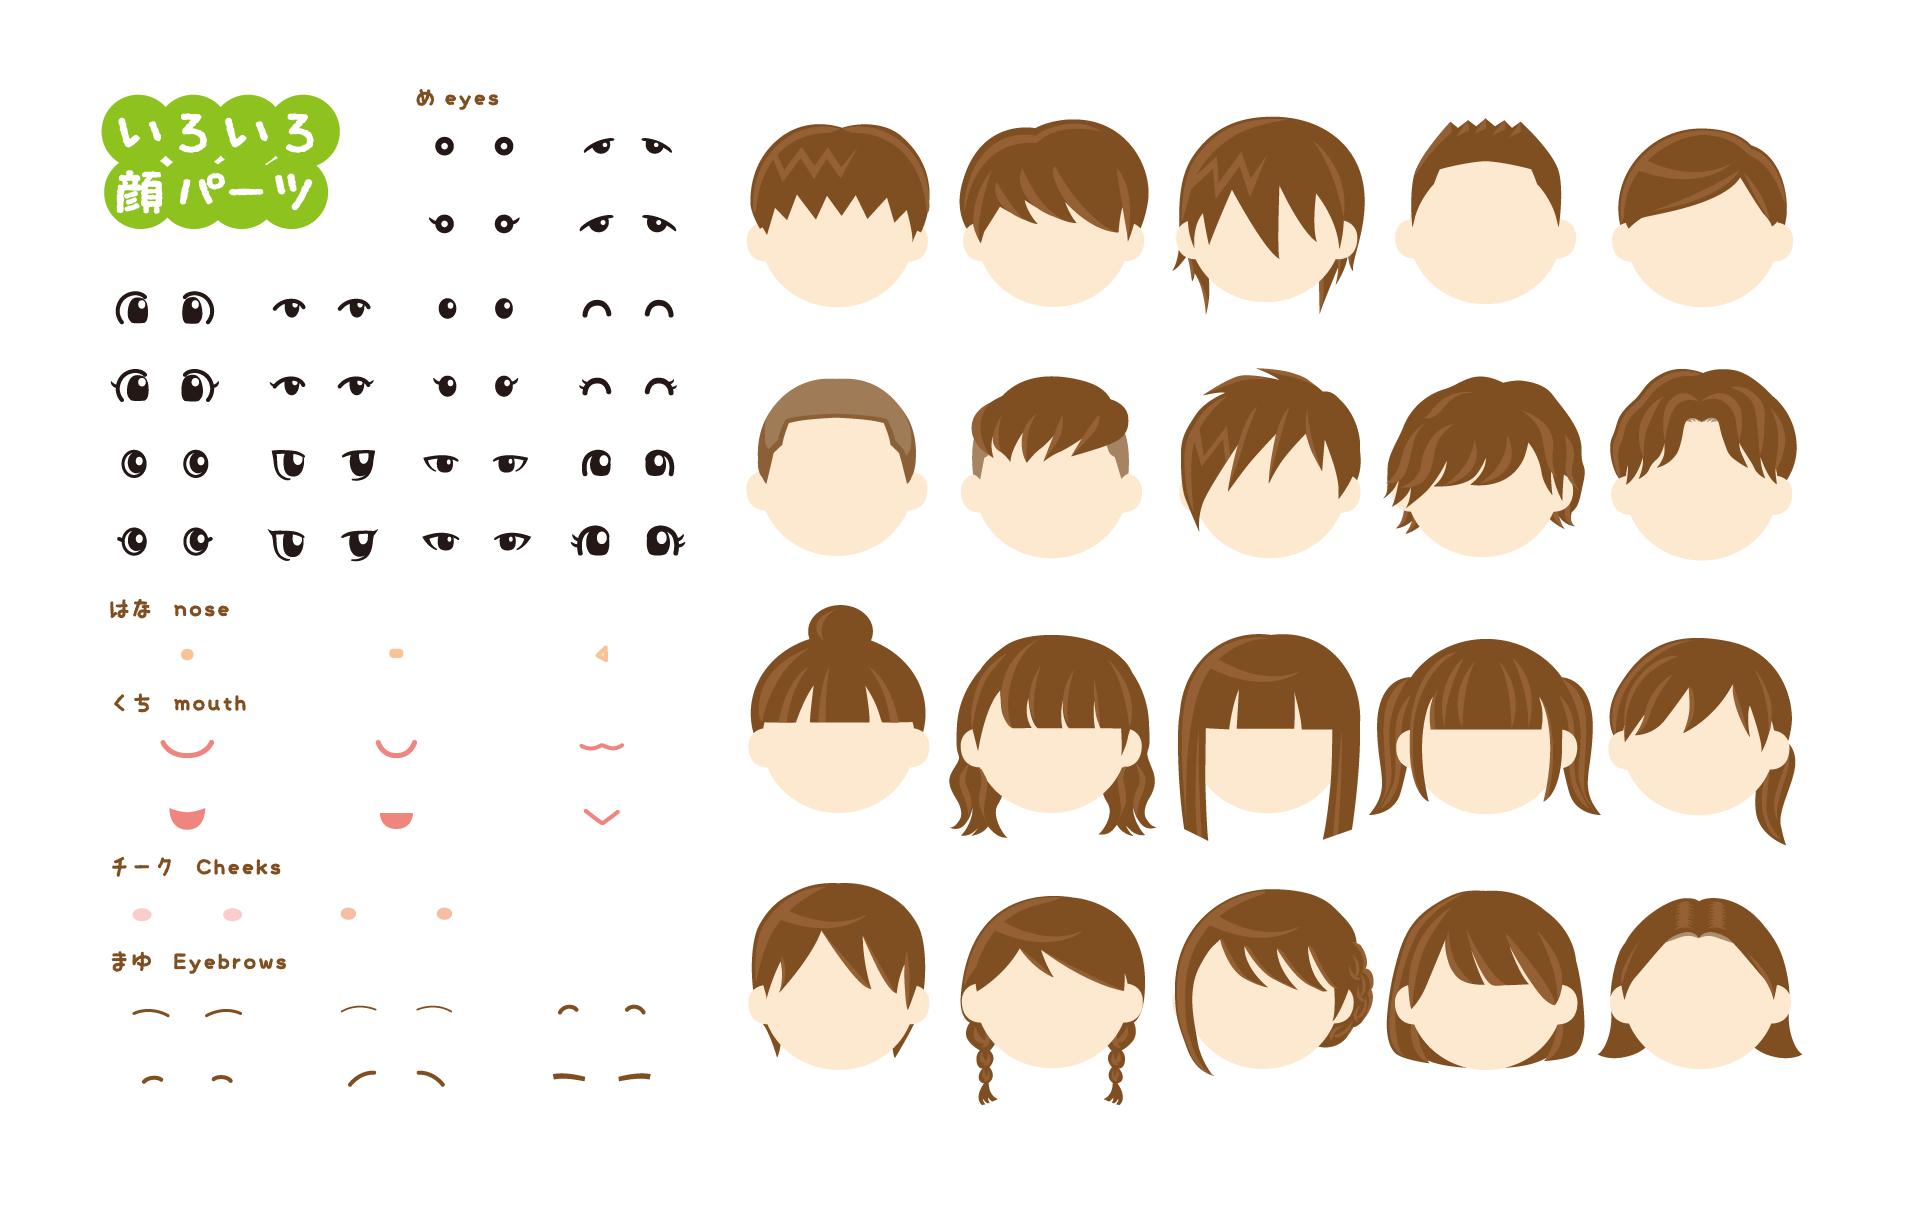 いろいろ
顔パーツ
め eyes
はな nose
くち mouth
チーク Cheeks
まゆ Eyebrows